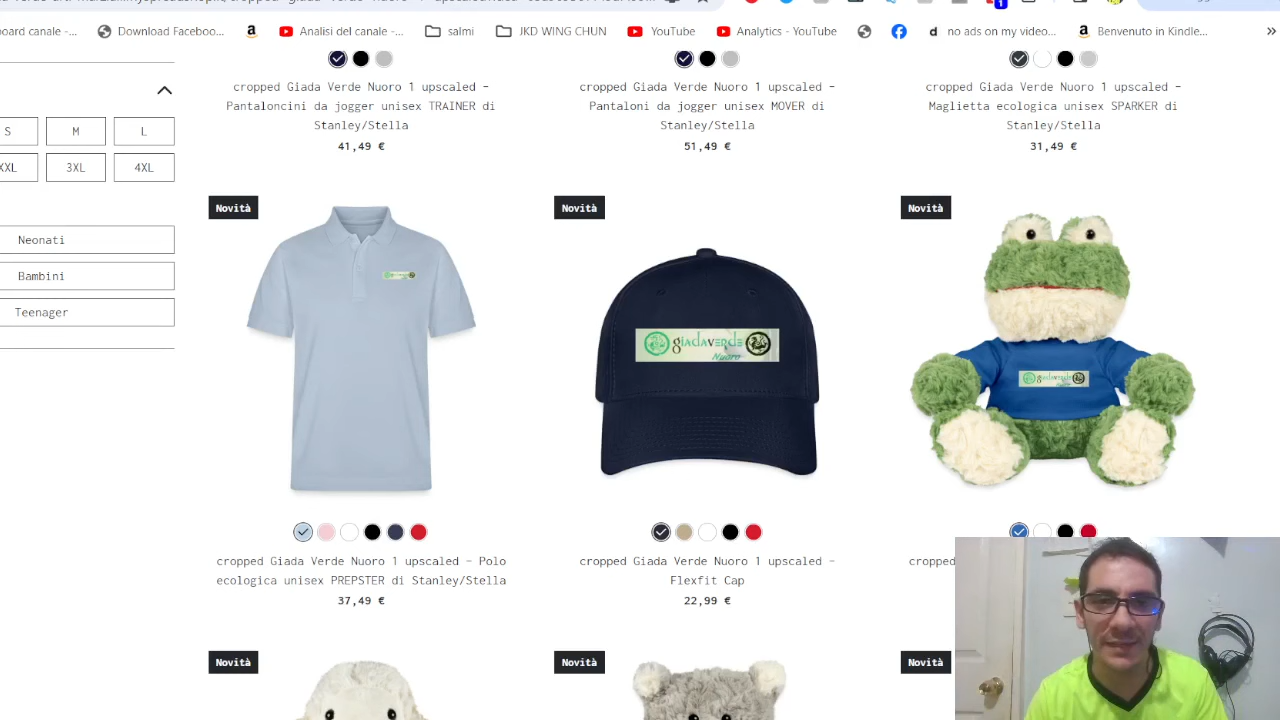 Download Faceboo...
Analisi del canale -...
salmi
JKD WING CHUN
YouTube
Analytics - YouTube
no ads on my video...
Benvenuto in Kindle...
»
cropped Giada Verde Nuoro 1 upscaled –
Pantaloncini da jogger unisex TRAINER di
Stanley/Stella
41,49 €
cropped Giada Verde Nuoro 1 upscaled –
Pantaloni da jogger unisex MOVER di
Stanley/Stella
51,49 €
cropped Giada Verde Nuoro 1 upscaled –
Maglietta ecologica unisex SPARKER di
Stanley/Stella
31,49 €
S
M
L
XXL
3XL
4XL
Neonati
Bambini
Teenager
Novità
Novità
Novità
giadaverde
Nuoro
giadaverde
cropped Giada Verde Nuoro 1 upscaled – Polo
ecologica unisex PREPSTER di Stanley/Stella
37,49 €
cropped Giada Verde Nuoro 1 upscaled –
Flexfit Cap
22,99 €
cropped
Novità
Novità
Novità